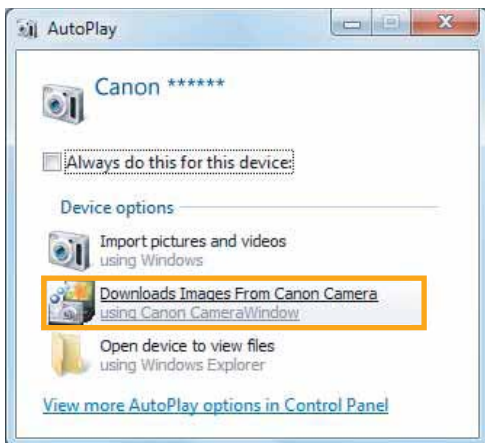 AutoPlay
Canon ******
Always do this for this device:
Device options
Import pictures and videos
using Windows
Downloads Images From Canon Camera
using Canon CameraWindow
Open device to view files
using Windows Explorer
View more AutoPlay options in Control Panel